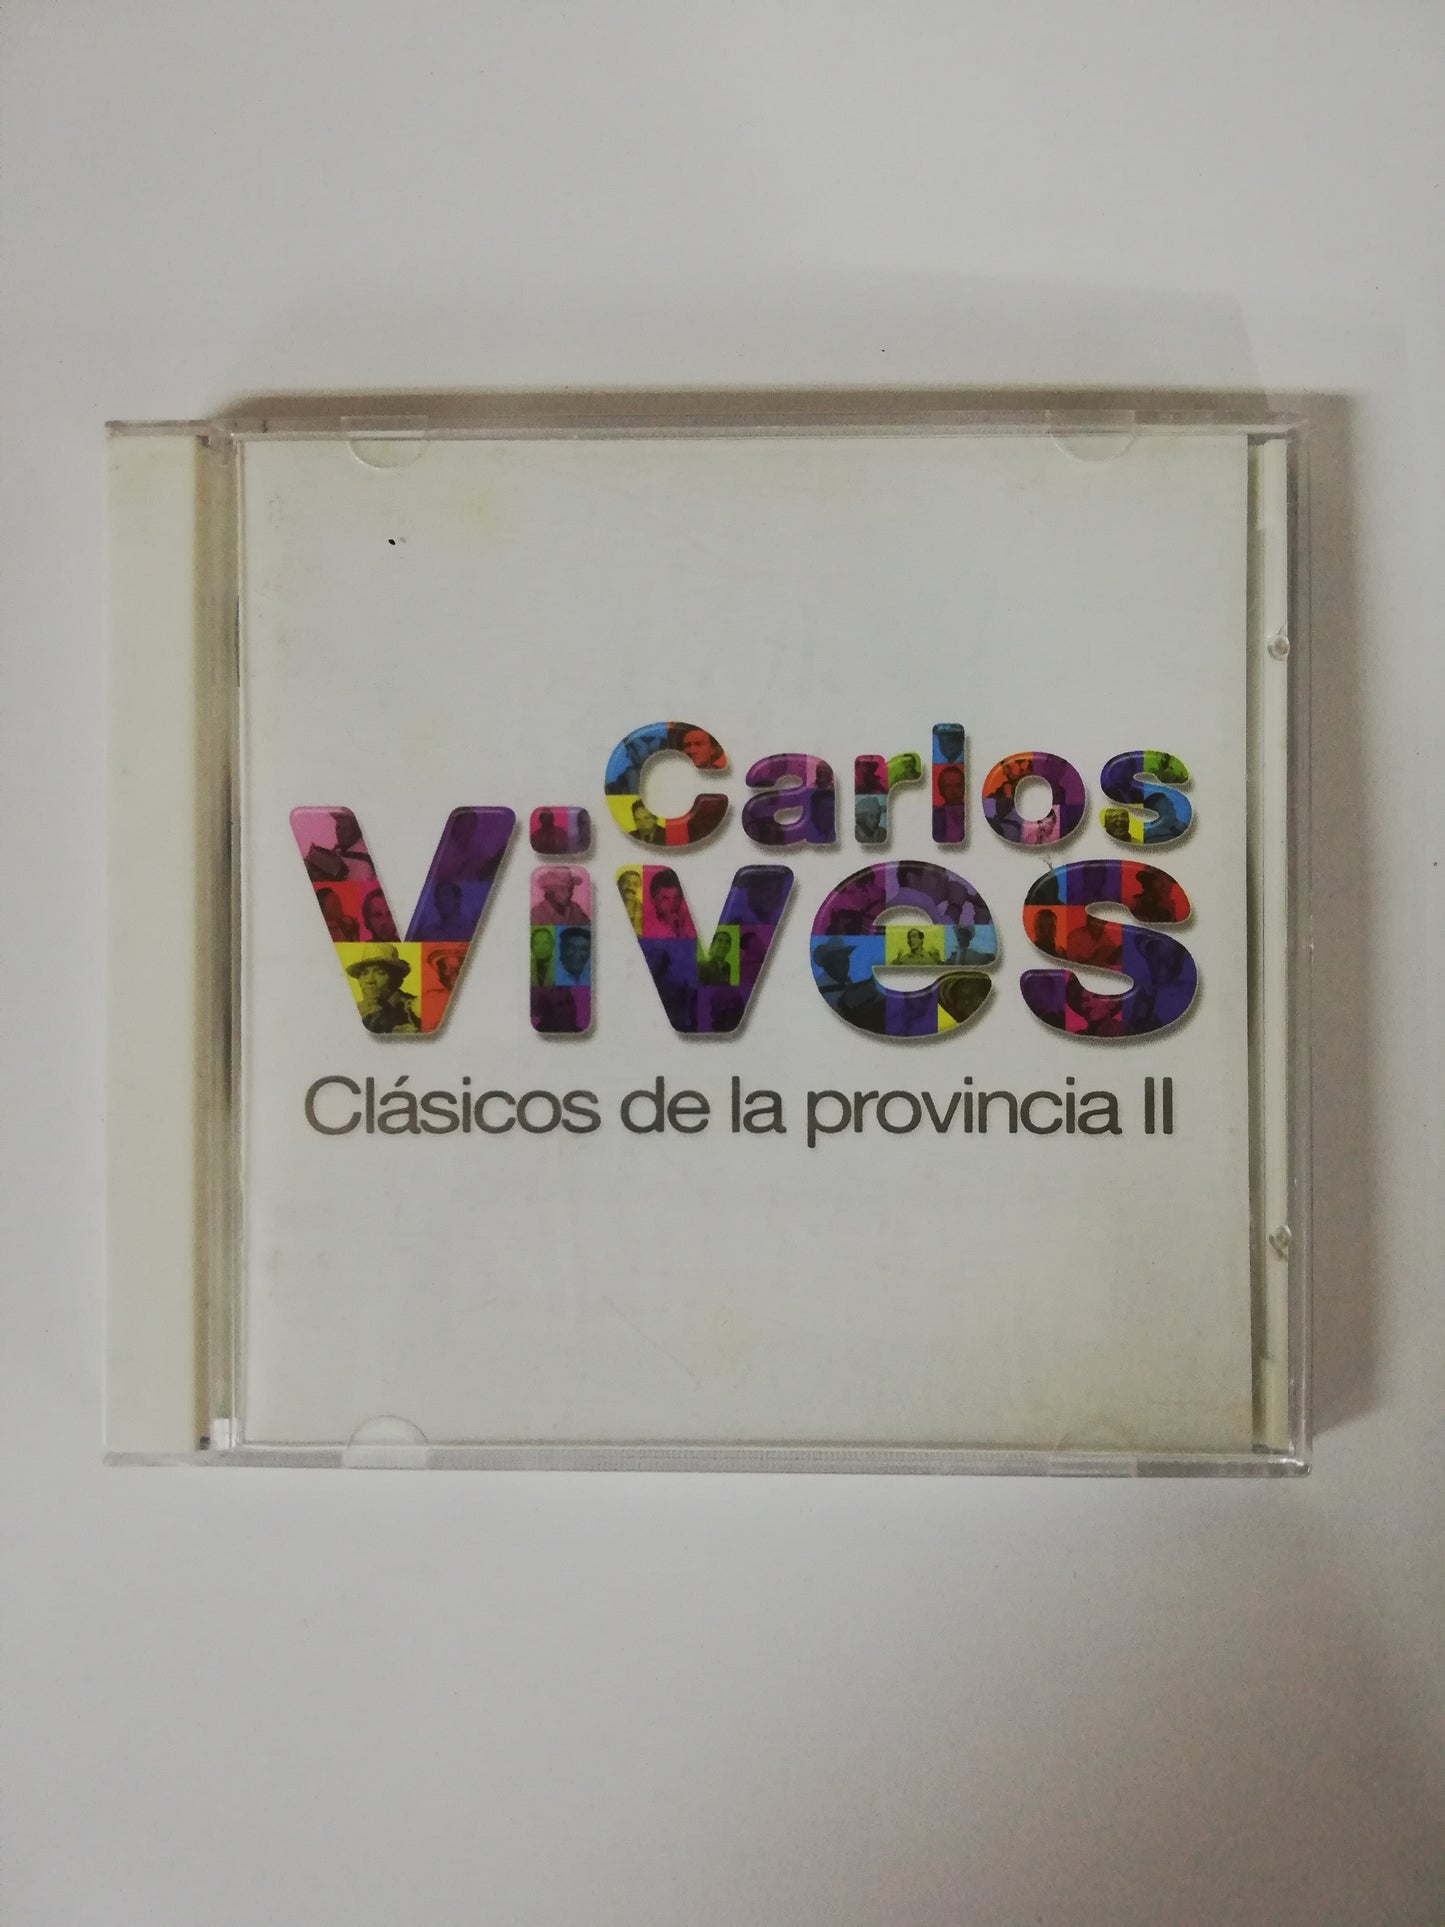 Carlos
Vives
Clásicos de la provincia II